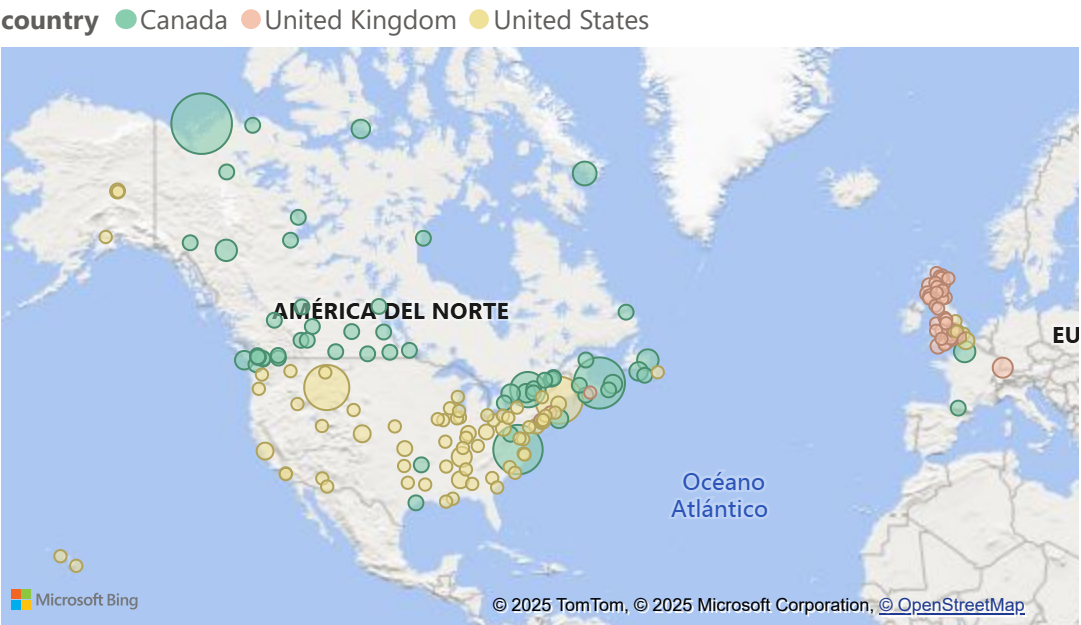 country Canada United Kingdom United States
AMÉRICA DEL NORTE
EU
Océano
Atlántico
Microsoft Bing
© 2025 TomTom, © 2025 Microsoft Corporation, © OpenStreetMap